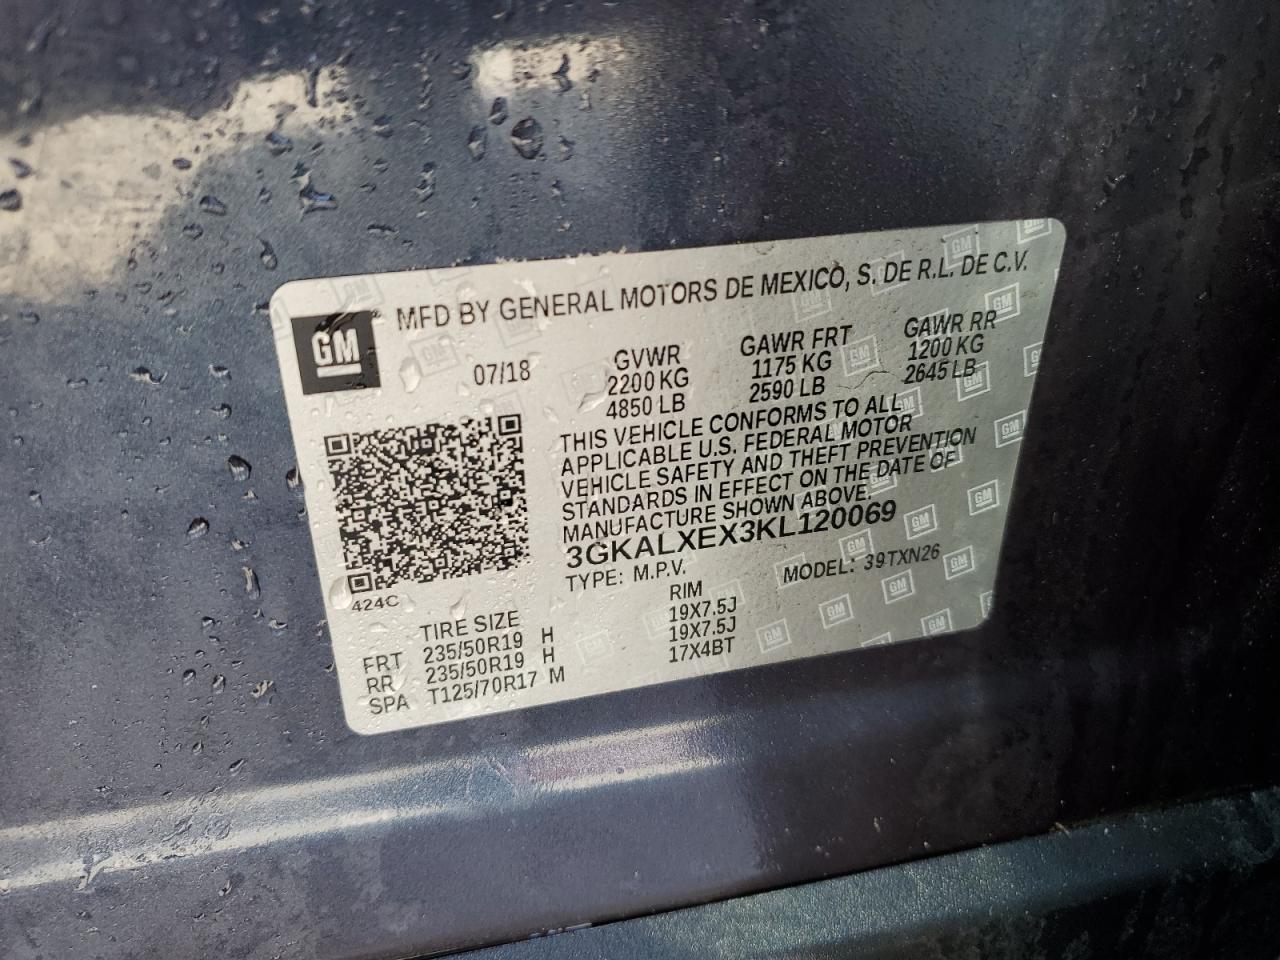 MFD BY GENERAL MOTORS DE MEXICO, S. DE R.L. DE C.V.
GM
07/18
GVWR
2200 KG
4850 LB
GAWR FRT
1175 KG
2590 LB
GAWR RR
1200 KG
2645 LB
THIS VEHICLE CONFORMS TO ALL
APPLICABLE U.S. FEDERAL MOTOR
VEHICLE SAFETY AND THEFT PREVENTION
STANDARDS IN EFFECT ON THE DATE OF
MANUFACTURE SHOWN ABOVE.
3GKALXEX3KL120069
TYPE: M.P.V. MODEL: 39TXN26
424C
TIRE SIZE RIM
FRT 235/50R19 H 19X7.5J
RR 235/50R19 H 19X7.5J
SPA T125/70R17 M 17X4BT